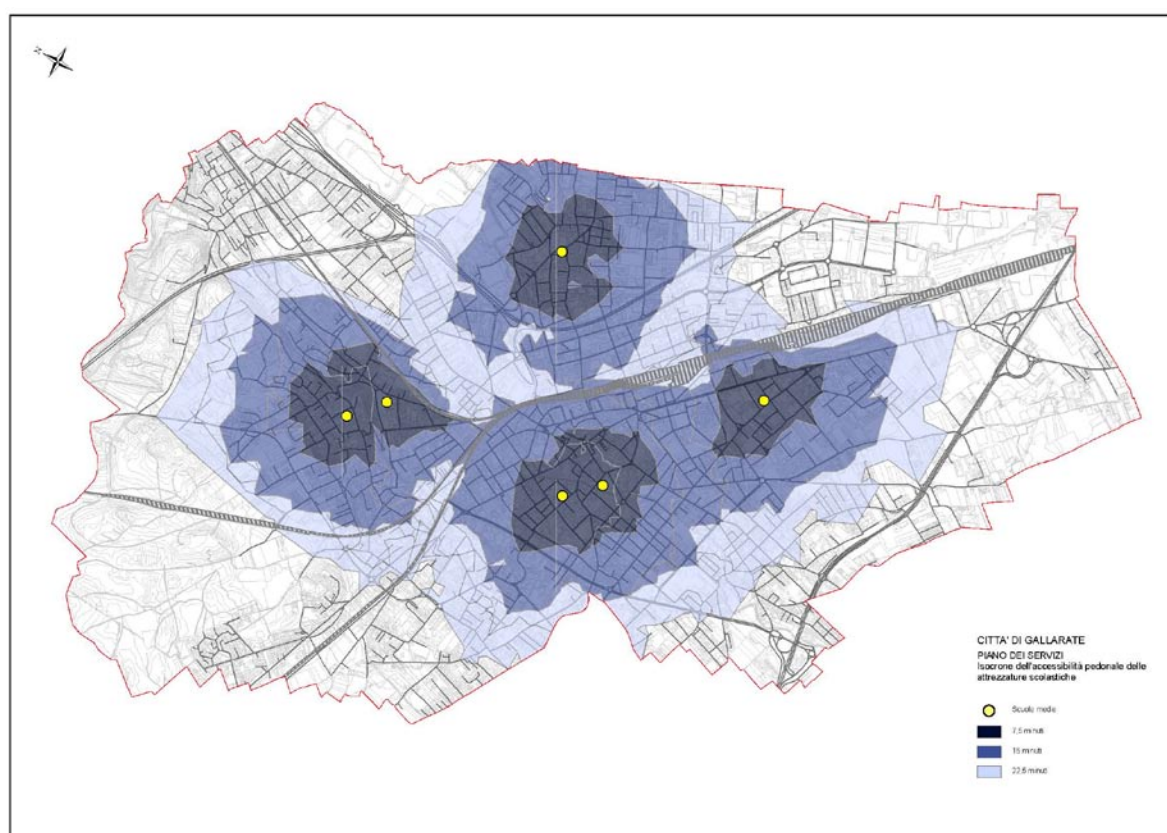 N
CITTA' DI GALLARATE
PIANO DEI SERVIZI
Isocrone dell'accessibilità pedonale delle
attrezzature scolastiche
Scuole medie
7,5 minuti
15 minuti
22,5 minuti